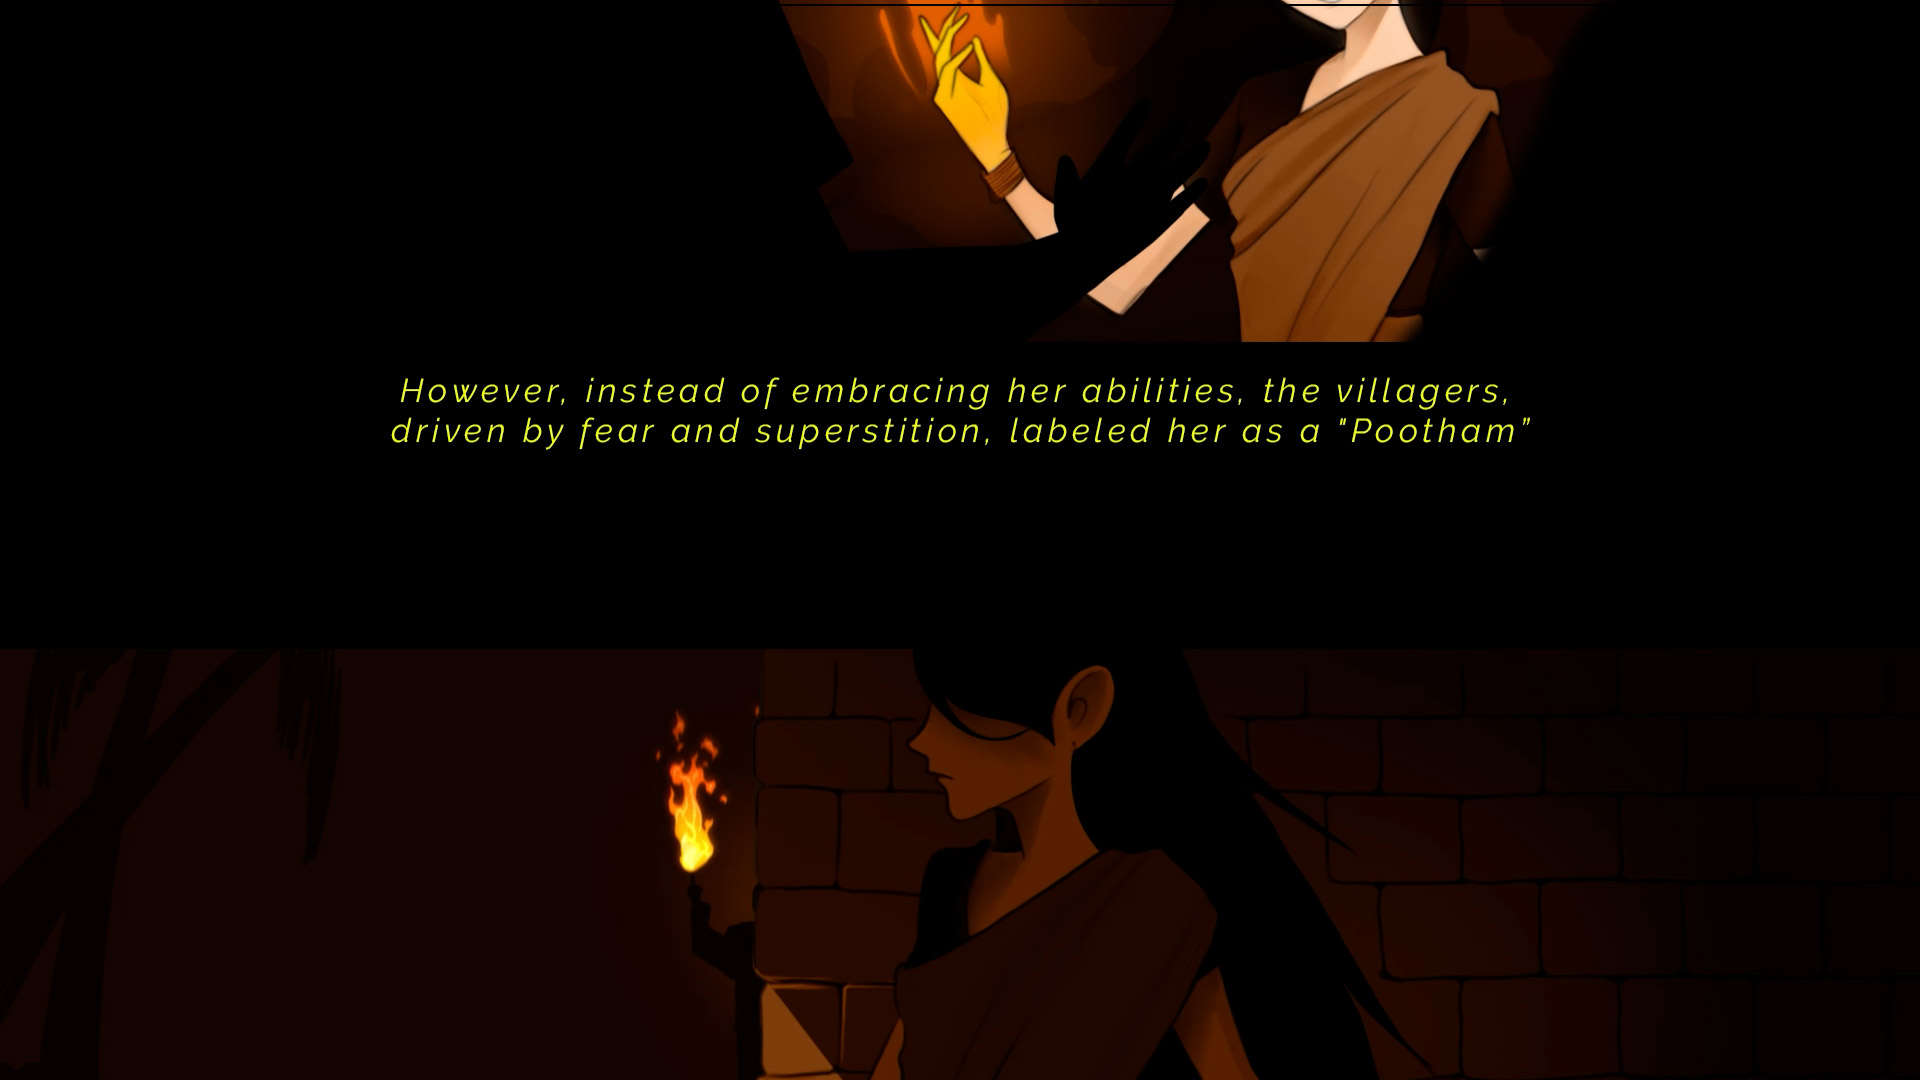 However, instead of embracing her abilities, the villagers,
driven by fear and superstition, labeled her as a "Pootham”